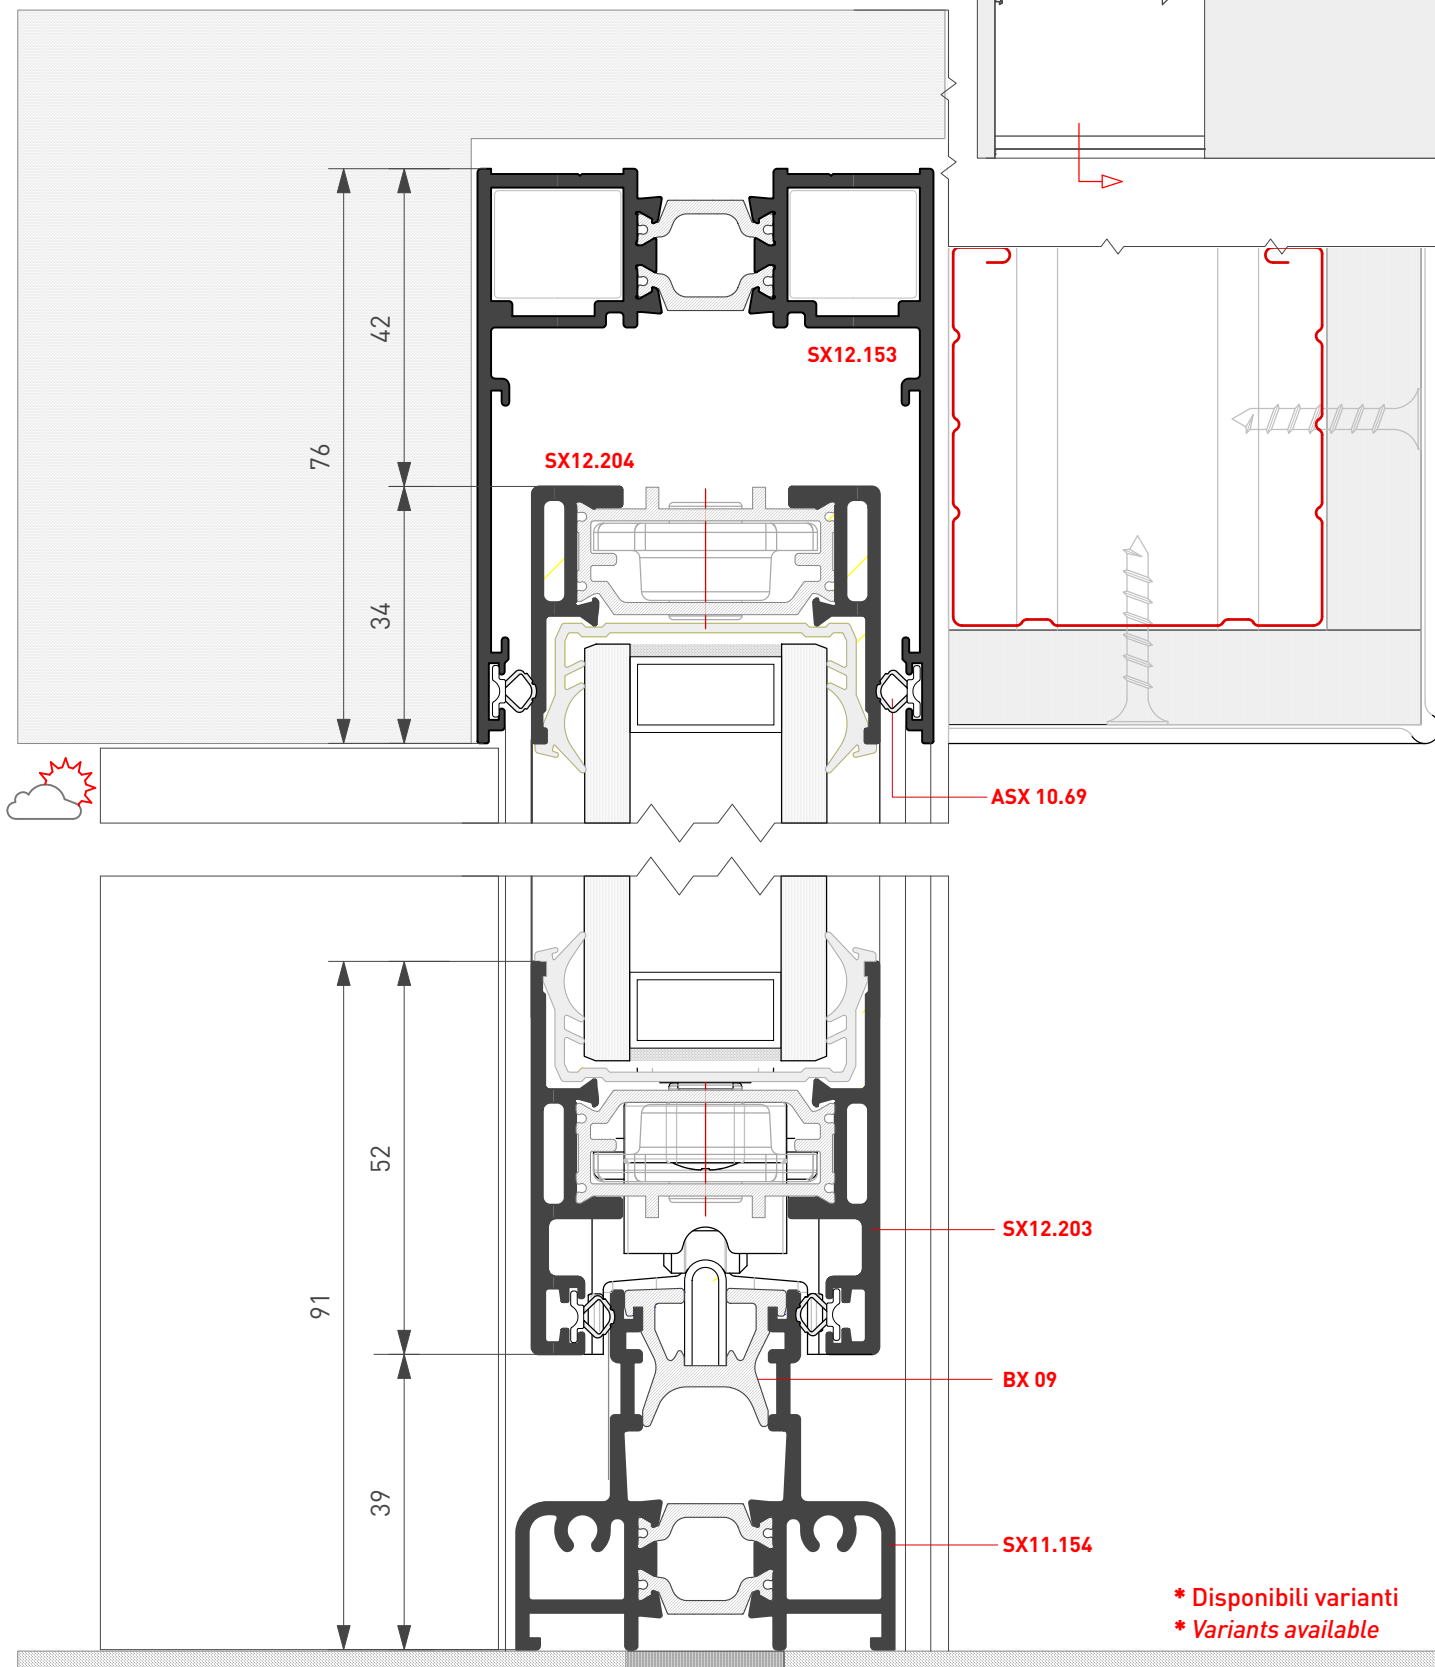 42
SX12.153
76
SX12.204
34
ASX 10.69
52
SX12.203
91
BX 09
39
SX11.154
* Disponibili varianti
* Variants available